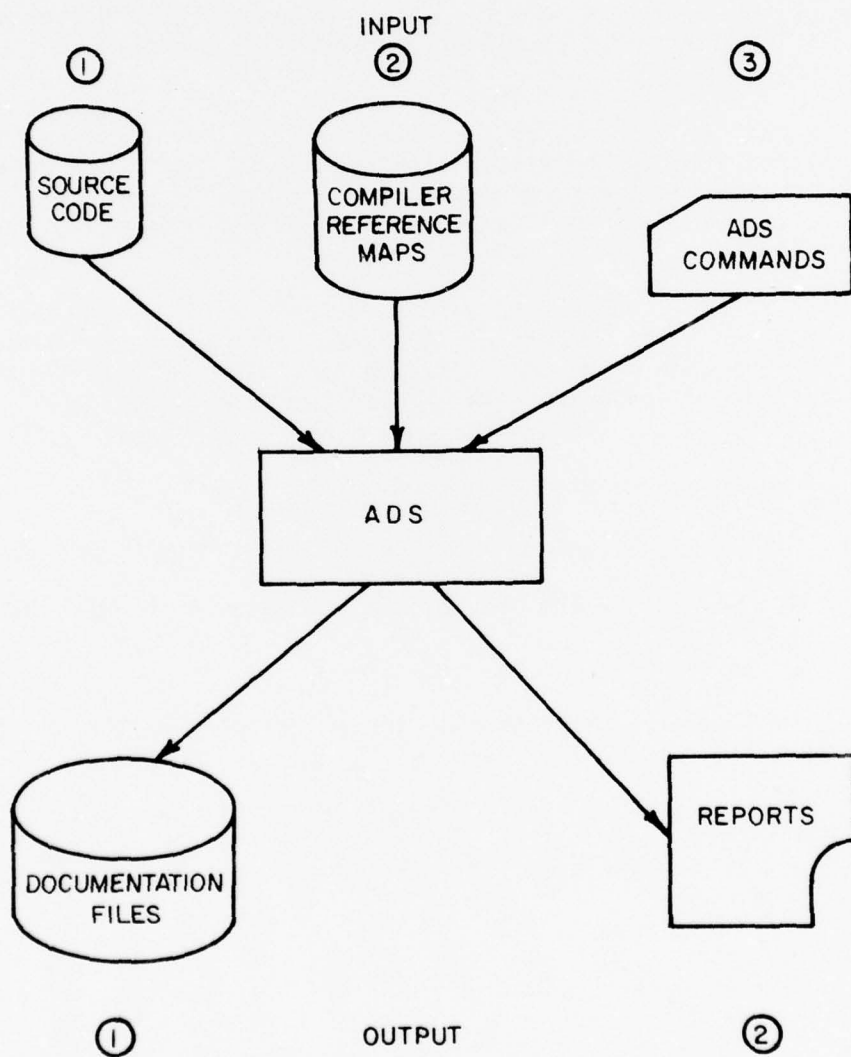 INPUT
① ② ③
SOURCE
CODE
COMPILER
REFERENCE
MAPS
ADS
COMMANDS
ADS
DOCUMENTATION
FILES
REPORTS
① OUTPUT ②